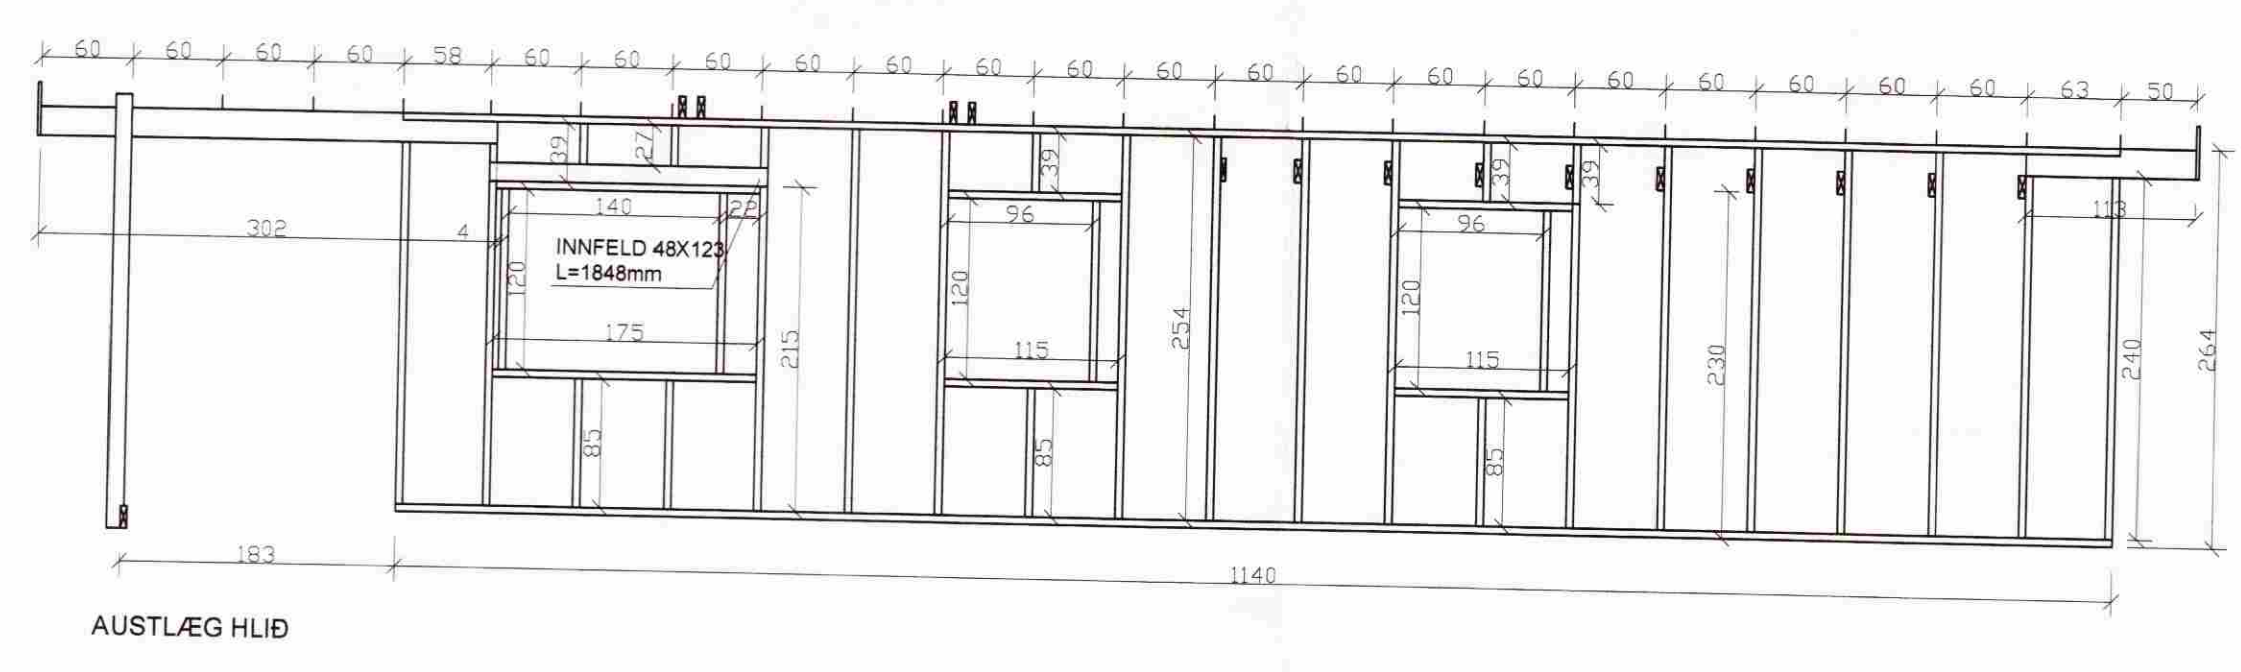 60 60 60 60 58 60 60 60 60 60 60 60 60 60 60 60 60 60 60 60 60 60 63 50
39 27 39 39 39
140 22 96 96 113
302 4
INNFELD 48X123
L=1848mm
120 120 120
175 215 115 254 115 230 240 264
85 85 85
183 1140
AUSTLÆG HLIÐ